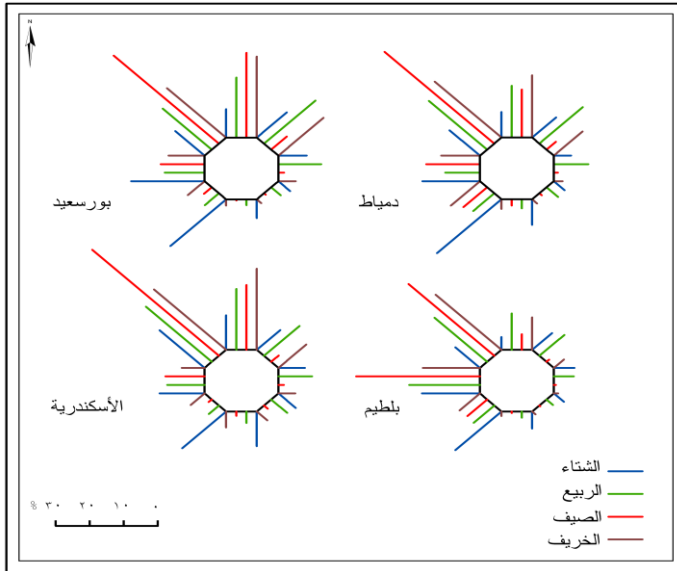 N
بورسعيد
دمياط
الأسكندرية
بلطيم
الشتاء
الربيع
الصيف
الخريف
% ٣٠ ٢٠ ١٠ ٠